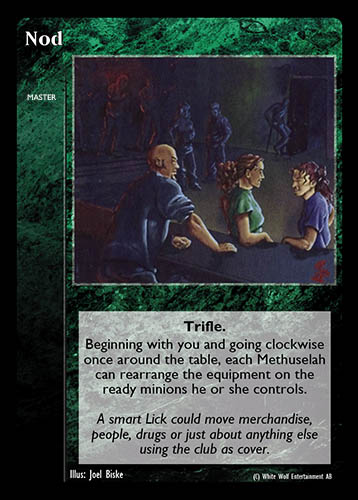 Nod
MASTER
Trifle.
Beginning with you and going clockwise
once around the table, each Methuselah
can rearrange the equipment on the
ready minions he or she controls.
A smart Lick could move merchandise,
people, drugs or just about anything else
using the club as cover.
Illus: Joel Biske
(C) White Wolf Entertainment AB